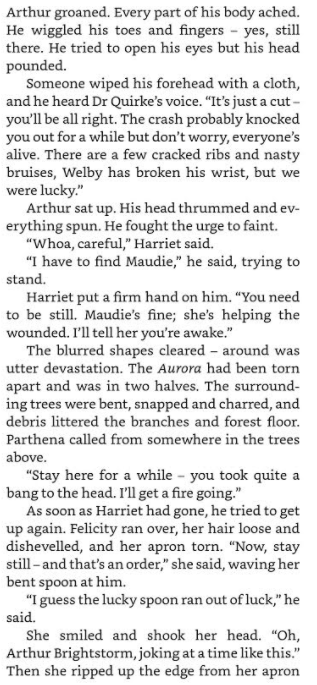 Arthur groaned. Every part of his body ached.
He wiggled his toes and fingers – yes, still
there. He tried to open his eyes but his head
pounded.
Someone wiped his forehead with a cloth,
and he heard Dr Quirke’s voice. “It’s just a cut –
you’ll be all right. The crash probably knocked
you out for a while but don’t worry, everyone’s
alive. There are a few cracked ribs and nasty
bruises, Welby has broken his wrist, but we
were lucky.”
Arthur sat up. His head thrummed and ev-
erything spun. He fought the urge to faint.
“Whoa, careful,” Harriet said.
“I have to find Maudie,” he said, trying to
stand.
Harriet put a firm hand on him. “You need
to be still. Maudie’s fine; she’s helping the
wounded. I’ll tell her you’re awake.”
The blurred shapes cleared – around was
utter devastation. The Aurora had been torn
apart and was in two halves. The surround-
ing trees were bent, snapped and charred, and
debris littered the branches and forest floor.
Parthena called from somewhere in the trees
above.
“Stay here for a while – you took quite a
bang to the head. I’ll get a fire going.”
As soon as Harriet had gone, he tried to get
up again. Felicity ran over, her hair loose and
dishevelled, and her apron torn. “Now, stay
still – and that’s an order,” she said, waving her
bent spoon at him.
“I guess the lucky spoon ran out of luck,” he
said.
She smiled and shook her head. “Oh,
Arthur Brightstorm, joking at a time like this.”
Then she ripped up the edge from her apron